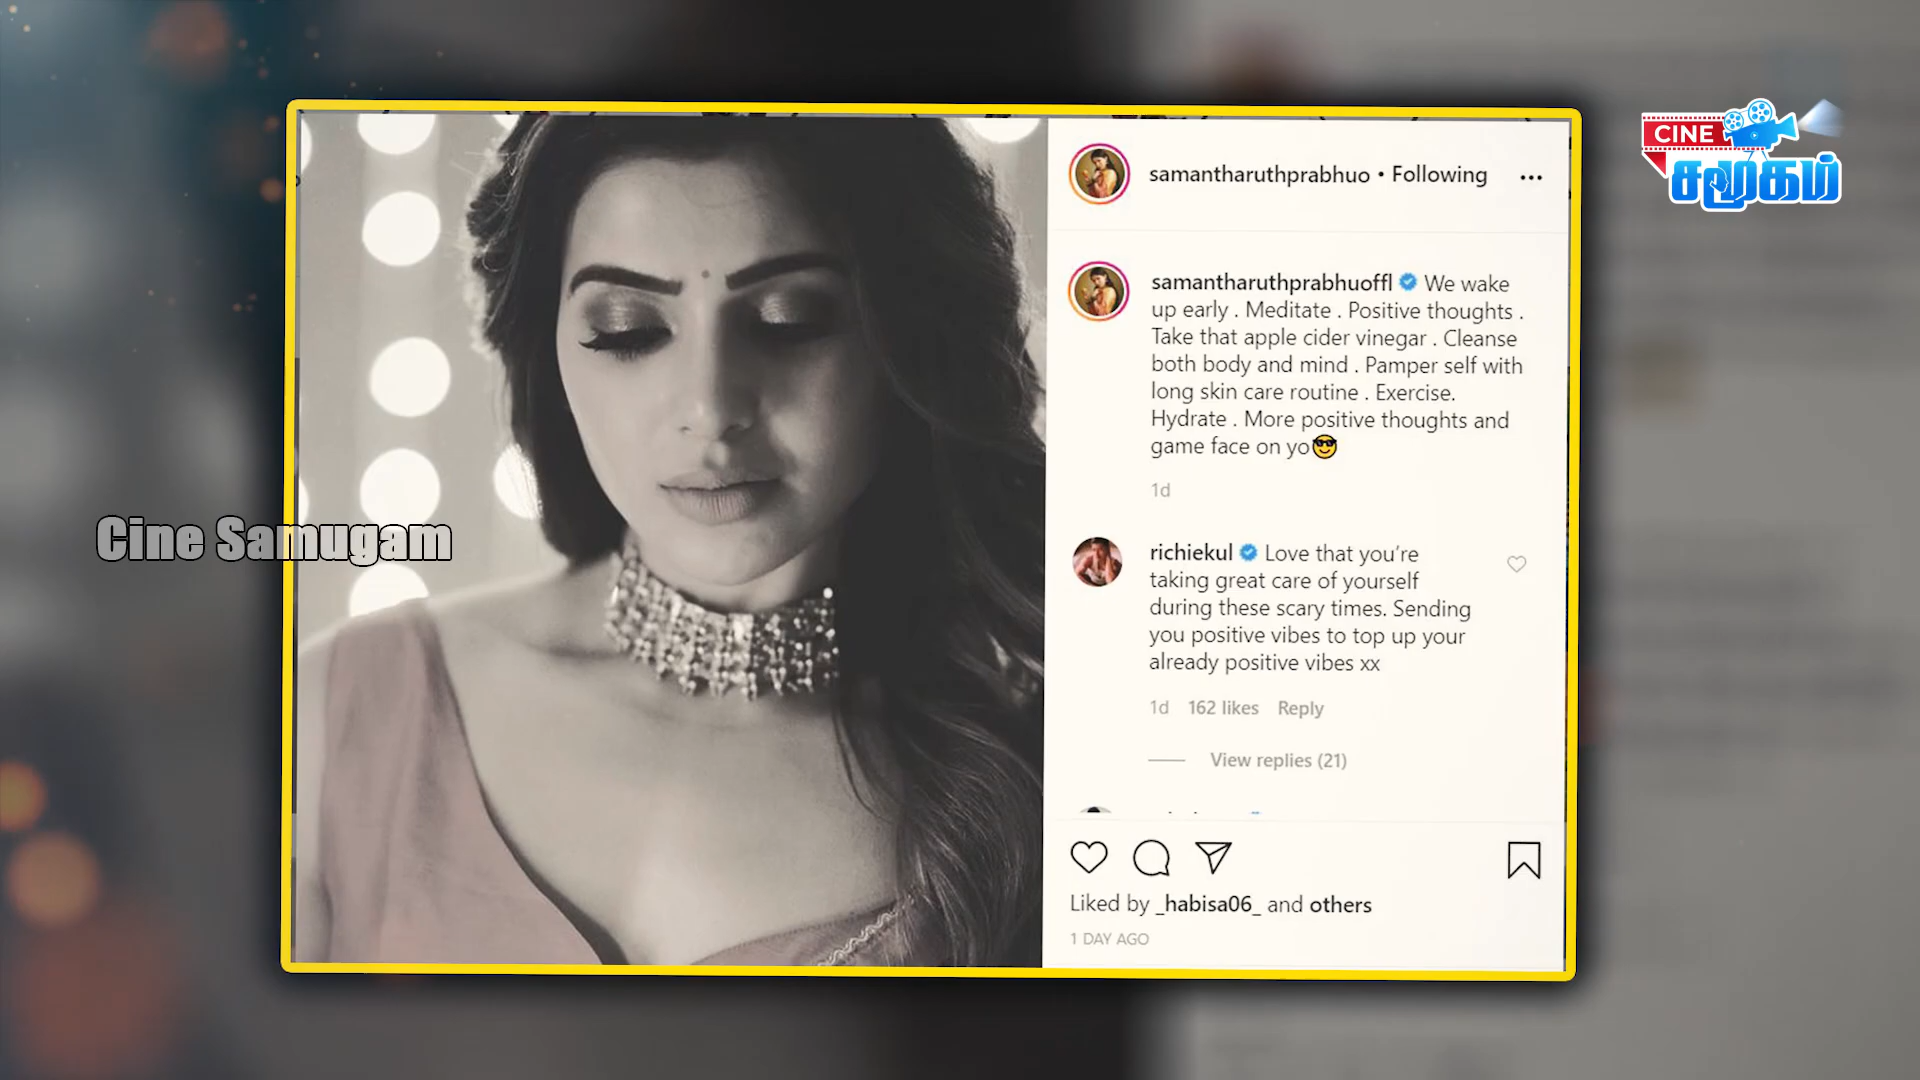 CINE
சமூகம்
samantharuthprabhuo • Following
samantharuthprabhuoffl We wake
up early . Meditate . Positive thoughts .
Take that apple cider vinegar . Cleanse
both body and mind . Pamper self with
long skin care routine . Exercise.
Hydrate . More positive thoughts and
game face on yo😎
1d
richiekul Love that you’re
taking great care of yourself
during these scary times. Sending
you positive vibes to top up your
already positive vibes xx
1d 162 likes Reply
View replies (21)
Liked by _habisa06_ and others
1 DAY AGO
Cine Samugam